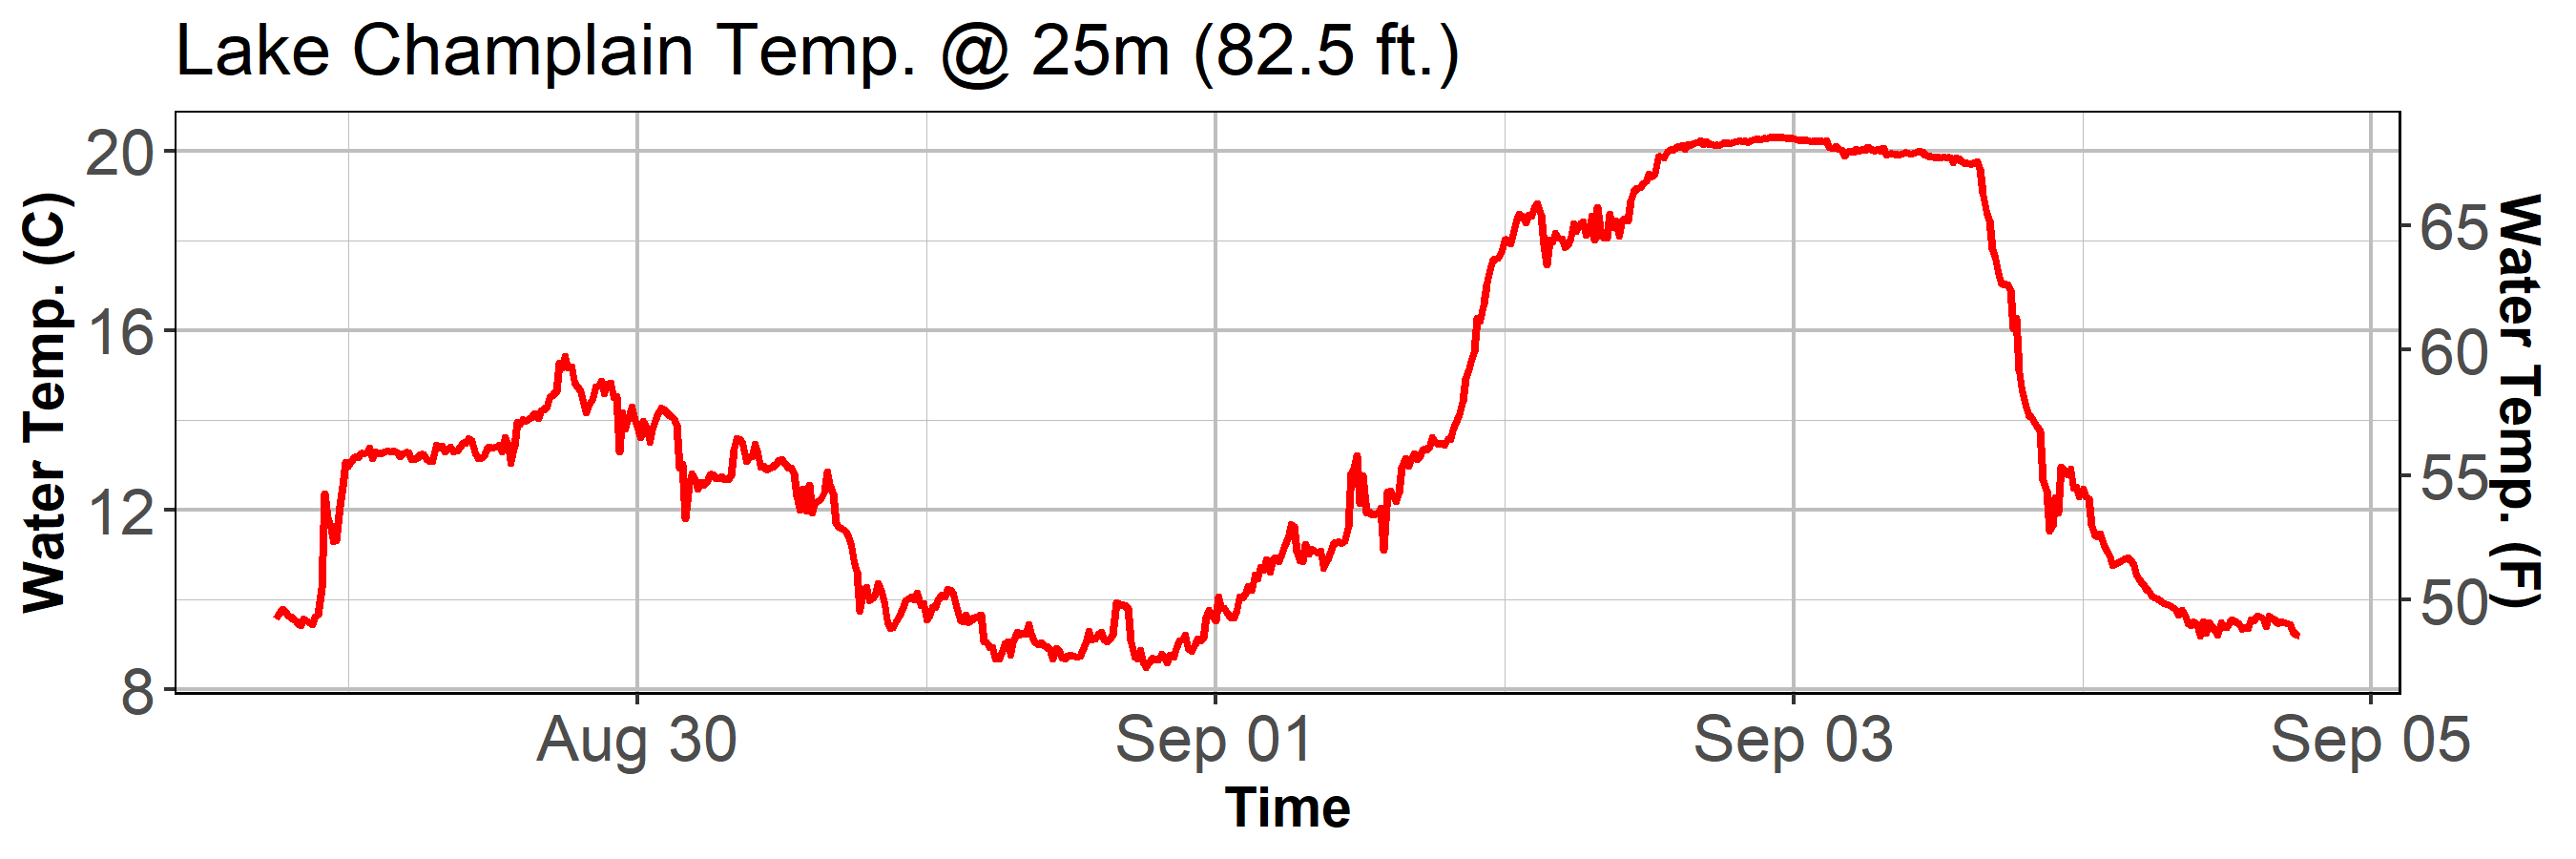 Lake Champlain Temp. @ 25m (82.5 ft.)
Water Temp. (C)
20
16
12
8
65
60
55
50
Water Temp. (F)
Aug 30
Sep 01
Sep 03
Sep 05
Time